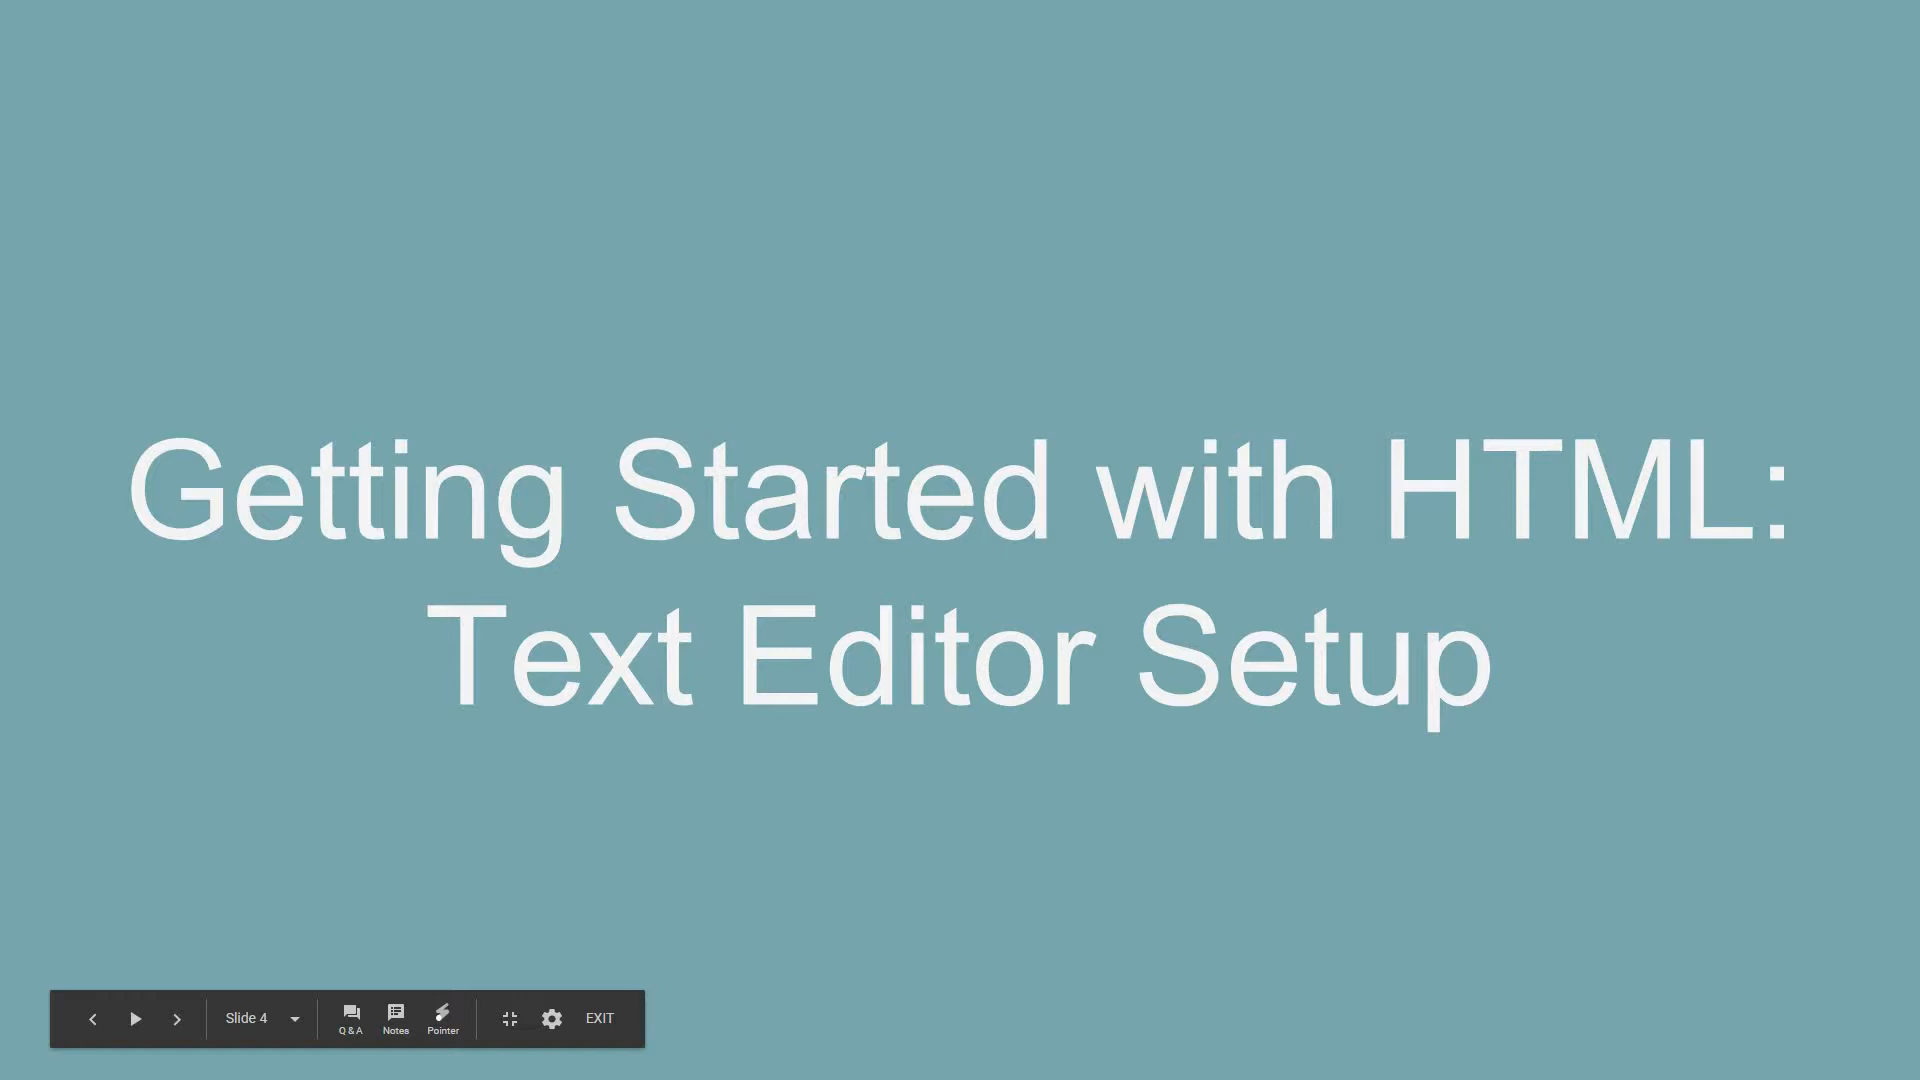 Getting Started with HTML:
Text Editor Setup
Slide 4
Q & A
Notes
Pointer
EXIT